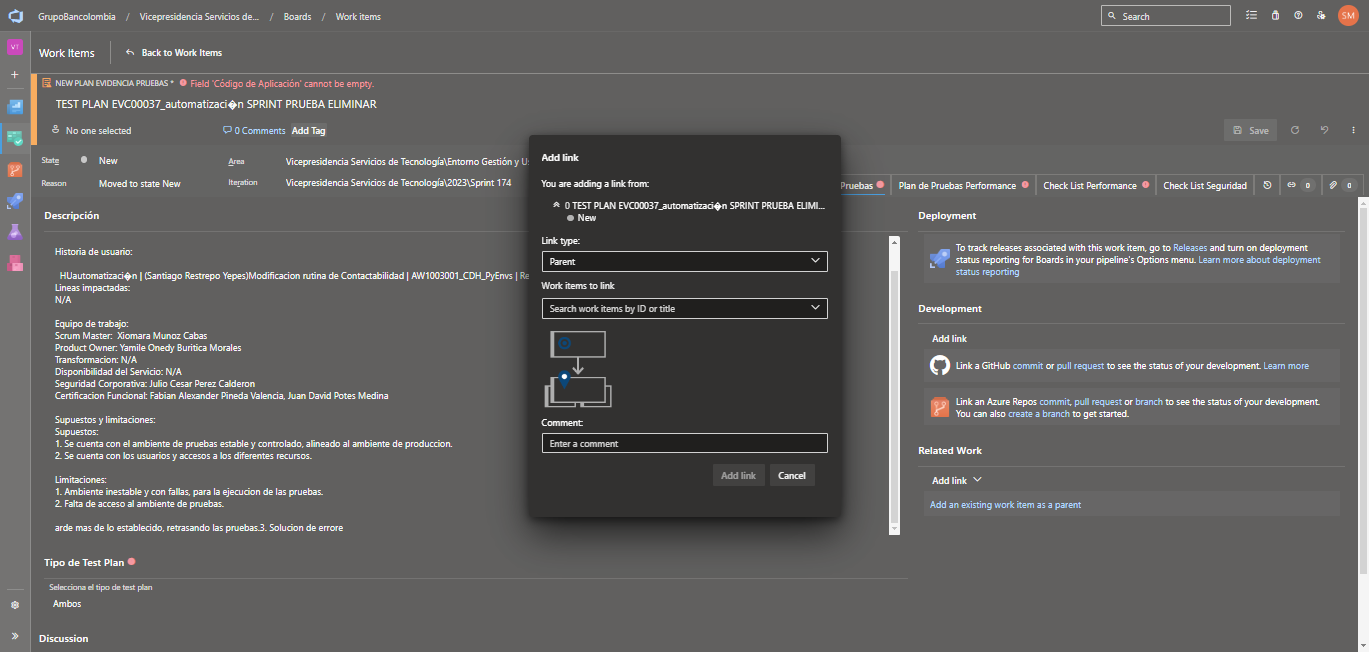 GrupoBancolombia / Vicepresidencia Servicios de... / Boards / Work items
Search
SM
VT
Work Items
Back to Work Items
NEW PLAN EVIDENCIA PRUEBAS * Field 'Código de Aplicación' cannot be empty.
TEST PLAN EVC00037_automatizaci�n SPRINT PRUEBA ELIMINAR
No one selected
0 Comments
Add Tag
Save
State
New
Area
Vicepresidencia Servicios de Tecnología\Entorno Gestión y Us
Reason
Moved to state New
Iteration
Vicepresidencia Servicios de Tecnología\2023\Sprint 174
Pruebas
Plan de Pruebas Performance
Check List Performance
Check List Seguridad
0
0
Descripción
Historia de usuario:
HUautomatizaci�n | (Santiago Restrepo Yepes)Modificacion rutina de Contactabilidad | AW1003001_CDH_PyEnvs | Re
Lineas impactadas:
N/A
Equipo de trabajo:
Scrum Master: Xiomara Munoz Cabas
Product Owner: Yamile Onedy Buritica Morales
Transformacion: N/A
Disponibilidad del Servicio: N/A
Seguridad Corporativa: Julio Cesar Perez Calderon
Certificacion Funcional: Fabian Alexander Pineda Valencia, Juan David Potes Medina
Supuestos y limitaciones:
Supuestos:
1. Se cuenta con el ambiente de pruebas estable y controlado, alineado al ambiente de produccion.
2. Se cuenta con los usuarios y accesos a los diferentes recursos.
Limitaciones:
1. Ambiente inestable y con fallas, para la ejecucion de las pruebas.
2. Falta de acceso al ambiente de pruebas.
arde mas de lo establecido, retrasando las pruebas.3. Solucion de errore
Tipo de Test Plan
Selecciona el tipo de test plan
Ambos
Discussion
Add link
You are adding a link from:
0 TEST PLAN EVC00037_automatizaci�n SPRINT PRUEBA ELIMI...
New
Link type:
Parent
Work items to link
Search work items by ID or title
Comment:
Enter a comment
Add link
Cancel
Deployment
To track releases associated with this work item, go to Releases and turn on deployment
status reporting for Boards in your pipeline's Options menu. Learn more about deployment
status reporting
Development
Add link
Link a GitHub commit or pull request to see the status of your development. Learn more
Link an Azure Repos commit, pull request or branch to see the status of your development.
You can also create a branch to get started.
Related Work
Add link
Add an existing work item as a parent